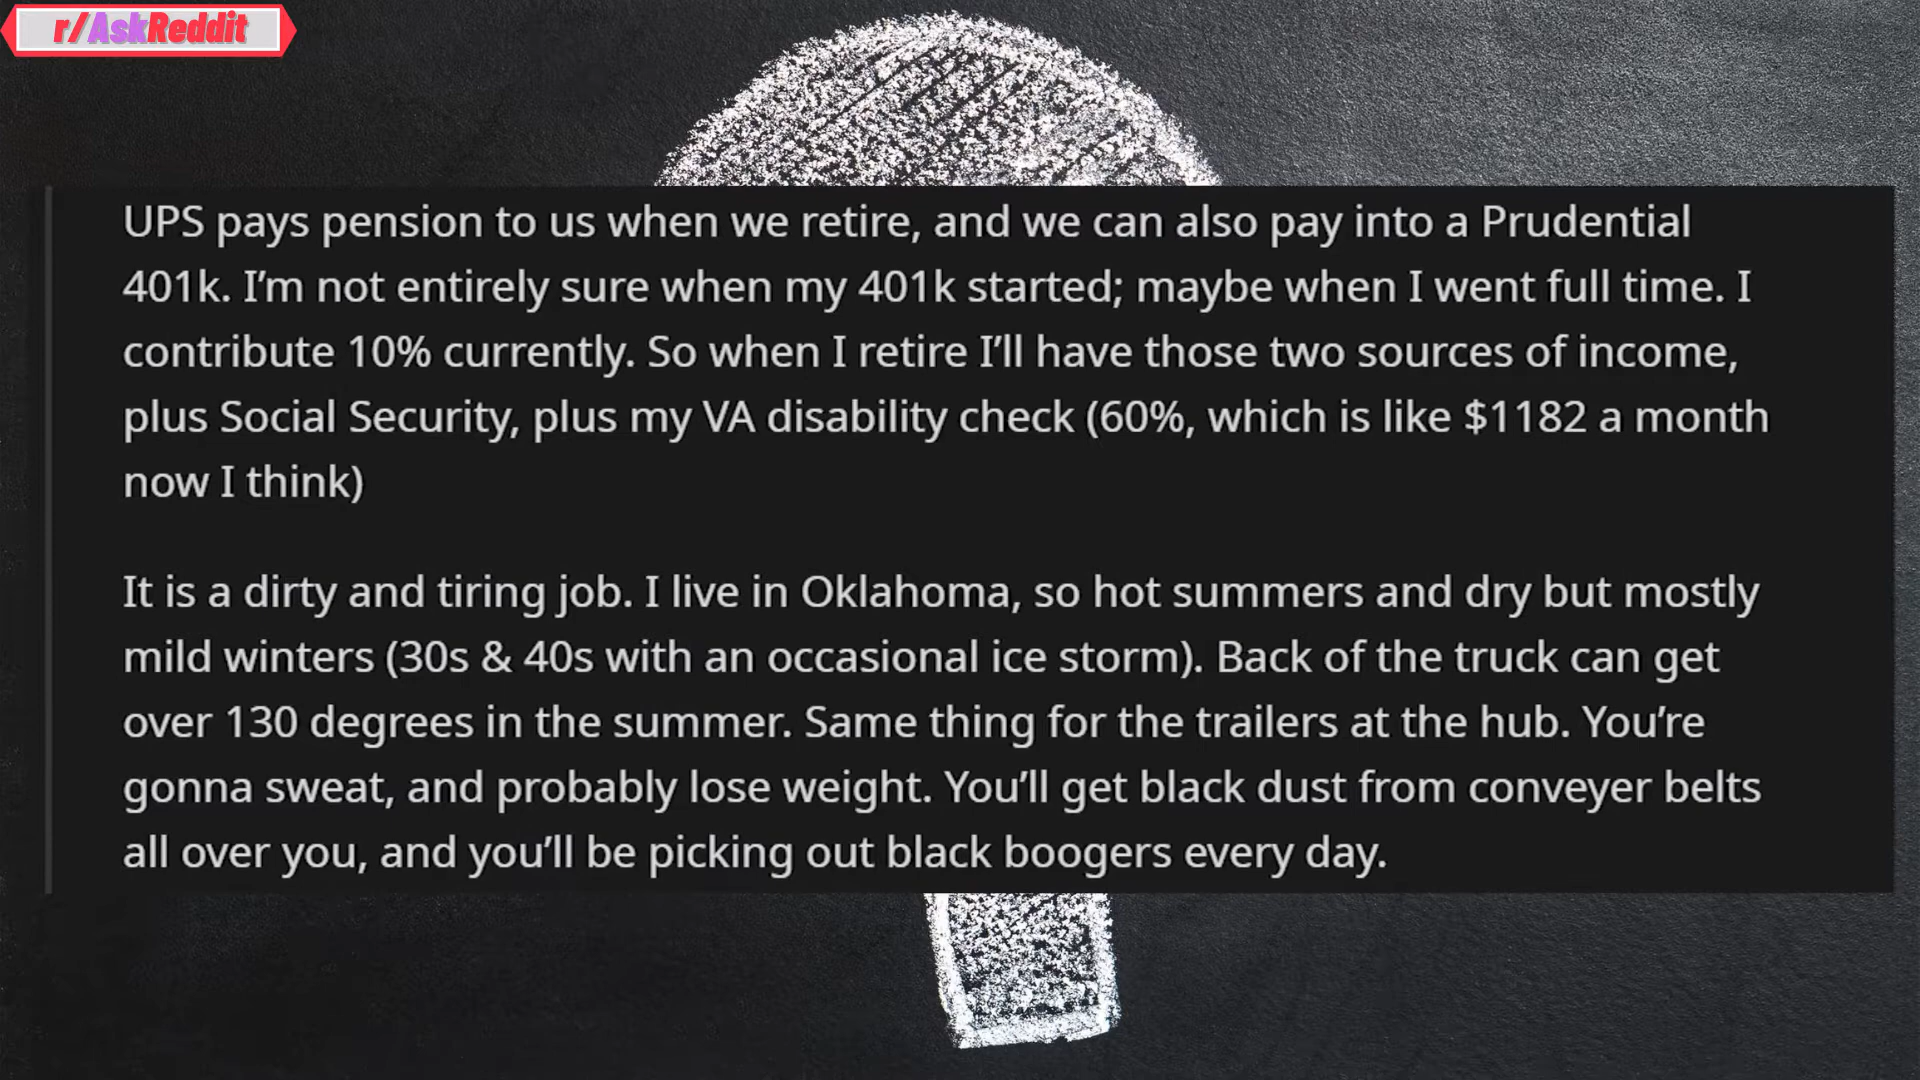 r/AskReddit
UPS pays pension to us when we retire, and we can also pay into a Prudential
401k. I’m not entirely sure when my 401k started; maybe when I went full time. I
contribute 10% currently. So when I retire I’ll have those two sources of income,
plus Social Security, plus my VA disability check (60%, which is like $1182 a month
now I think)
It is a dirty and tiring job. I live in Oklahoma, so hot summers and dry but mostly
mild winters (30s & 40s with an occasional ice storm). Back of the truck can get
over 130 degrees in the summer. Same thing for the trailers at the hub. You’re
gonna sweat, and probably lose weight. You’ll get black dust from conveyer belts
all over you, and you’ll be picking out black boogers every day.